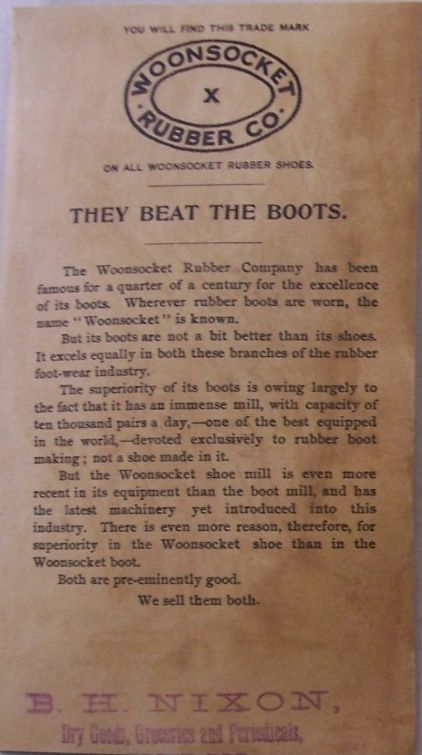 YOU WILL FIND THIS TRADE MARK
WOONSOCKET
X
RUBBER CO.
ON ALL WOONSOCKET RUBBER SHOES.
THEY BEAT THE BOOTS.
The Woonsocket Rubber Company has been
famous for a quarter of a century for the excellence
of its boots. Wherever rubber boots are worn, the
name "Woonsocket" is known.
But its boots are not a bit better than its shoes.
It excels equally in both these branches of the rubber
foot-wear industry.
The superiority of its boots is owing largely to
the fact that it has an immense mill, with capacity of
ten thousand pairs a day,—one of the best equipped
in the world,—devoted exclusively to rubber boot
making; not a shoe made in it.
But the Woonsocket shoe mill is even more
recent in its equipment than the boot mill, and has
the latest machinery yet introduced into this
industry. There is even more reason, therefore, for
superiority in the Woonsocket shoe than in the
Woonsocket boot.
Both are pre-eminently good.
We sell them both.
B. H. NIXON,
Dry Goods, Groceries and Periodicals,